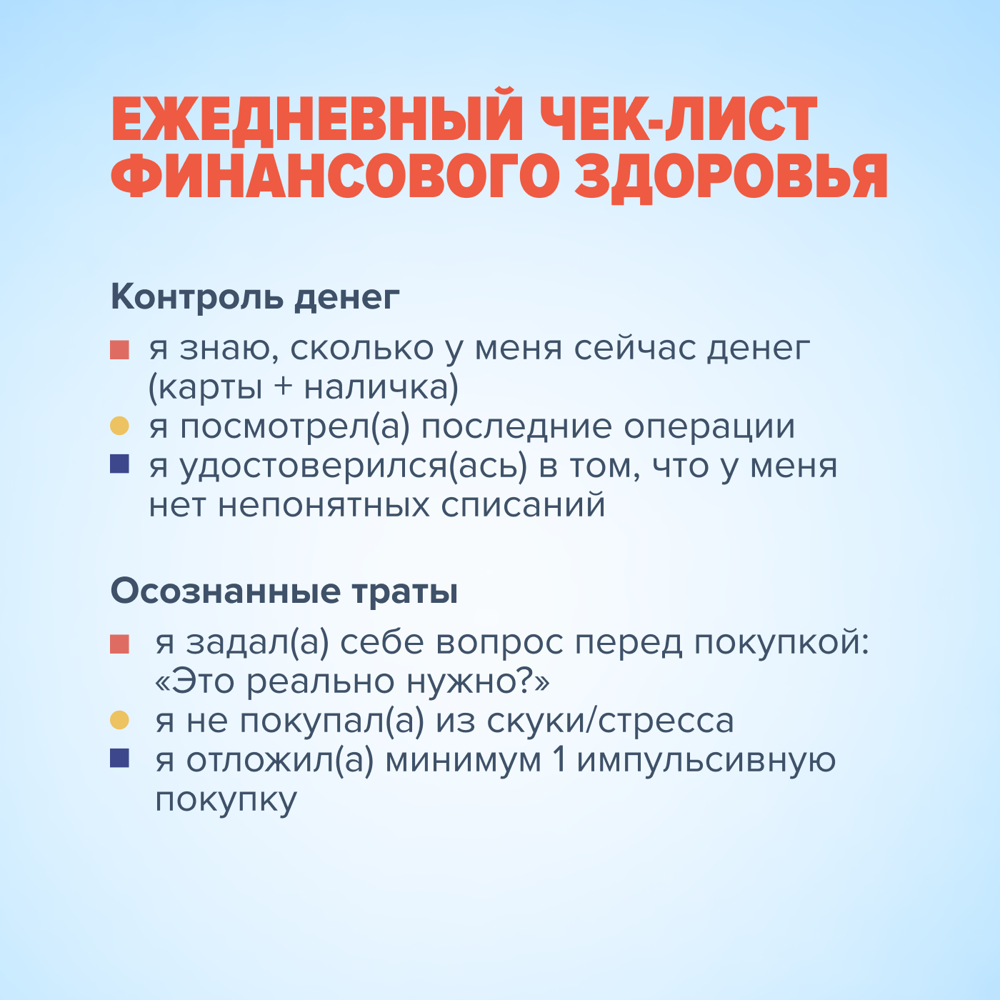 ЕЖЕДНЕВНЫЙ ЧЕК-ЛИСТ
ФИНАНСОВОГО ЗДОРОВЬЯ
Контроль денег
я знаю, сколько у меня сейчас денег
(карты + наличка)
я посмотрел(а) последние операции
я удостоверился(ась) в том, что у меня
нет непонятных списаний
Осознанные траты
я задал(а) себе вопрос перед покупкой:
«Это реально нужно?»
я не покупал(а) из скуки/стресса
я отложил(а) минимум 1 импульсивную
покупку